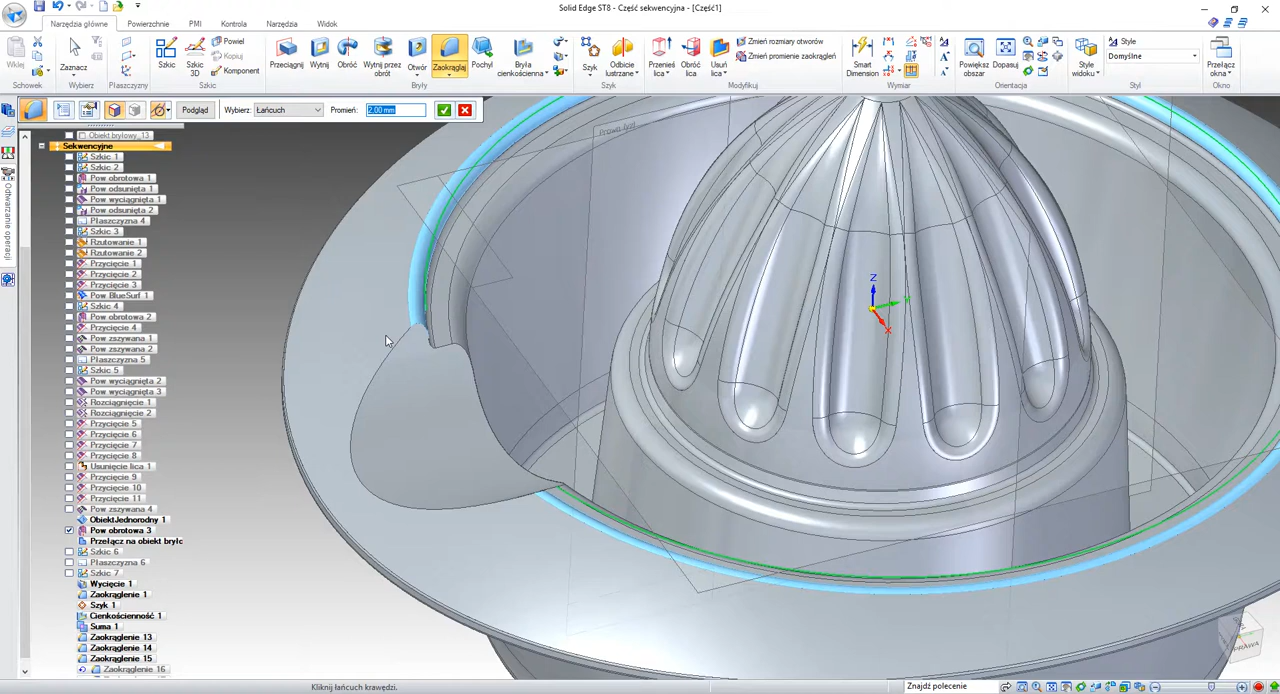 Solid Edge ST8 - Część sekwencyjna - [Część1]
Narzędzia główne
Powierzchnie
PMI
Kontrola
Narzędzia
Widok
Wklej
Zaznacz
Szkic
Szkic 3D
Powiel
Kopiuj
Komponent
Przeciągnij
Wytnij
Wytnij przez obrót
Otwór
Zaokrąglij
Pochyl
Bryła cienkościenna
Szyk
Odbicie lustrzane
Przenieś lica
Obróć lica
Usuń lica
Zmień rozmiary otworów
Zmień promienie zaokrągleń
Smart Dimension
Powiększ obszar
Dopasuj
Style widoku
Style
Domyślne
Przełącz okna
Schowek
Wybierz
Płaszczyzny
Szkic
Bryły
Szyk
Modyfikuj
Wymiar
Orientacja
Styl
Okno
Podgląd
Wybierz:
Łańcuch
Promień:
2.00 mm
Obiekt bryłowy_13
Sekwencyjne
Szkic 1
Szkic 2
Pow obrotowa 1
Pow odsunięta 1
Pow wyciągnięta 1
Pow odsunięta 2
Płaszczyzna 4
Szkic 3
Rzutowanie 1
Rzutowanie 2
Przycięcie 1
Przycięcie 2
Przycięcie 3
Pow BlueSurf 1
Szkic 4
Pow obrotowa 2
Przycięcie 4
Pow zszywana 1
Pow zszywana 2
Płaszczyzna 5
Szkic 5
Pow wyciągnięta 2
Pow wyciągnięta 3
Rozciągnięcie 1
Rozciągnięcie 2
Przycięcie 5
Przycięcie 6
Przycięcie 7
Przycięcie 8
Usunięcie lica 1
Przycięcie 9
Przycięcie 10
Przycięcie 11
Pow zszywana 4
ObiektJednorodny 1
Pow obrotowa 3
Przełącz na obiekt bryło
Szkic 6
Płaszczyzna 6
Szkic 7
Wycięcie 1
Zaokrąglenie 1
Szyk 1
Cienkościenność 1
Suma 1
Zaokrąglenie 13
Zaokrąglenie 14
Zaokrąglenie 15
Zaokrąglenie 16
Odtwarzanie operacji
Z
X
PRAWA
Kliknij łańcuch krawędzi.
Znajdź polecenie